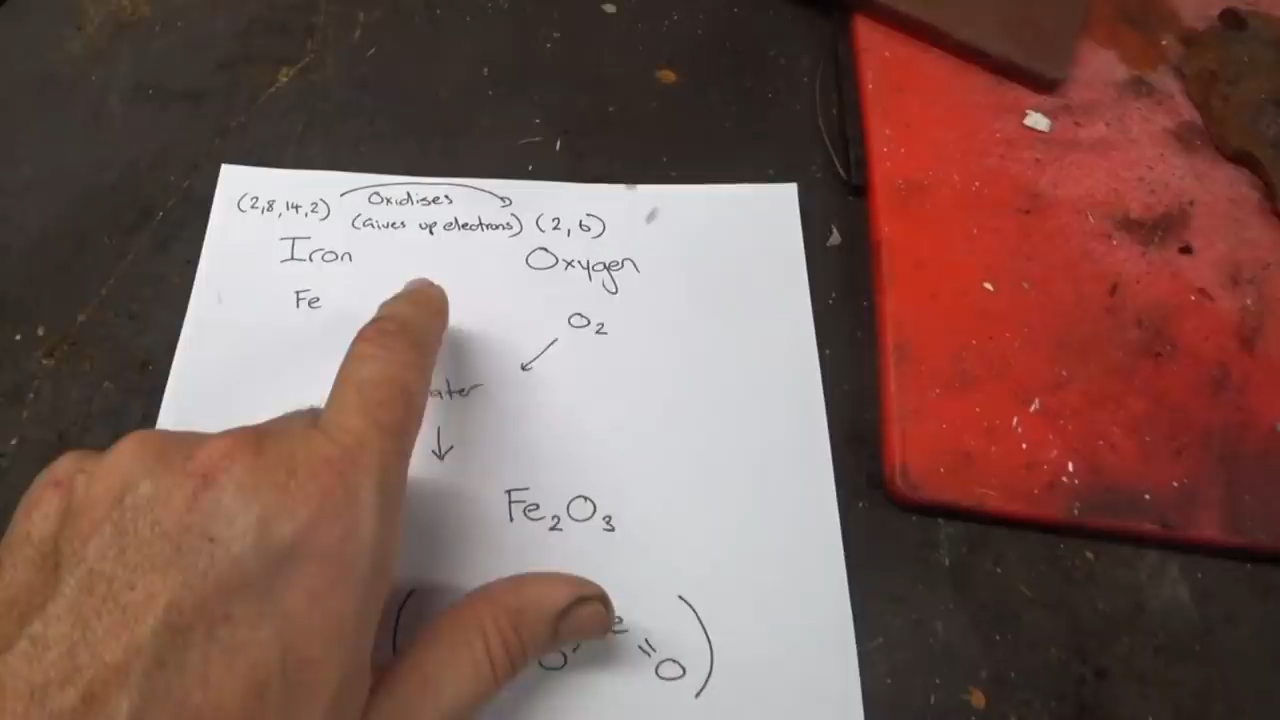 (2,8,14,2) Oxidises
(Gives up electrons) (2,6)
Iron Oxygen
Fe O₂
Fe₂O₃
O O